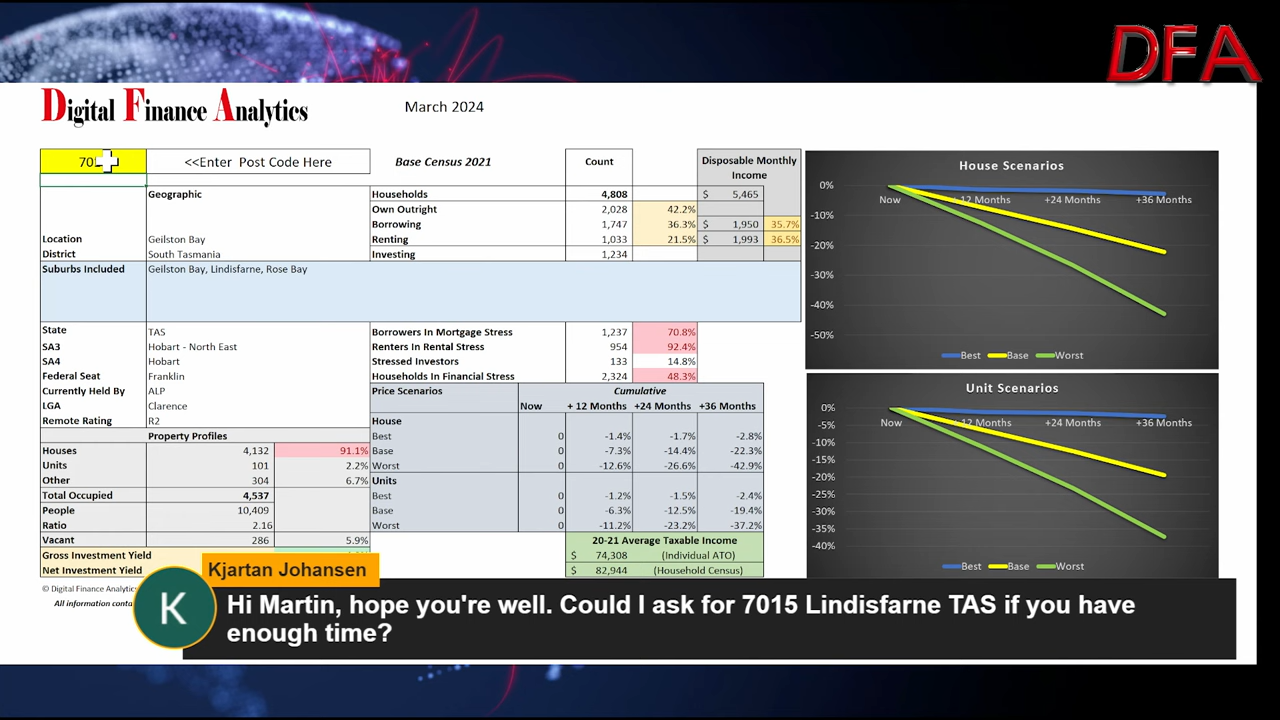 DFA
Digital Finance Analytics
March 2024
<<Enter Post Code Here
Base Census 2021
Count
Disposable Monthly Income
Geographic
Households 4,808 $ 5,465
Own Outright 2,028 42.2%
Borrowing 1,747 36.3% $ 1,950 35.7%
Location Geilston Bay Renting 1,033 21.5% $ 1,993 36.5%
District South Tasmania Investing 1,234
Suburbs Included Geilston Bay, Lindisfarne, Rose Bay
State TAS Borrowers In Mortgage Stress 1,237 70.8%
SA3 Hobart - North East Renters In Rental Stress 954 92.4%
SA4 Hobart Stressed Investors 133 14.8%
Federal Seat Franklin Households In Financial Stress 2,324 48.3%
Currently Held By ALP Price Scenarios Cumulative
LGA Clarence Now + 12 Months +24 Months +36 Months
Remote Rating R2 House
Property Profiles Best 0 -1.4% -1.7% -2.8%
Houses 4,132 91.1% Base 0 -7.3% -14.4% -22.3%
Units 101 2.2% Worst 0 -12.6% -26.6% -42.9%
Other 304 6.7% Units
Total Occupied 4,537 Best 0 -1.2% -1.5% -2.4%
People 10,409 Base 0 -6.3% -12.5% -19.4%
Ratio 2.16 Worst 0 -11.2% -23.2% -37.2%
Vacant 286 5.9% 20-21 Average Taxable Income
Gross Investment Yield $ 74,308 (Individual ATO)
Net Investment Yield $ 82,944 (Household Census)
© Digital Finance Analytics
All information
House Scenarios
0%
Now 12 Months +24 Months +36 Months
-10%
-20%
-30%
-40%
-50%
Best Base Worst
Unit Scenarios
0%
Now 12 Months +24 Months +36 Months
-5%
-10%
-15%
-20%
-25%
-30%
-35%
-40%
Best Base Worst
Kjartan Johansen
K
Hi Martin, hope you're well. Could I ask for 7015 Lindisfarne TAS if you have
enough time?